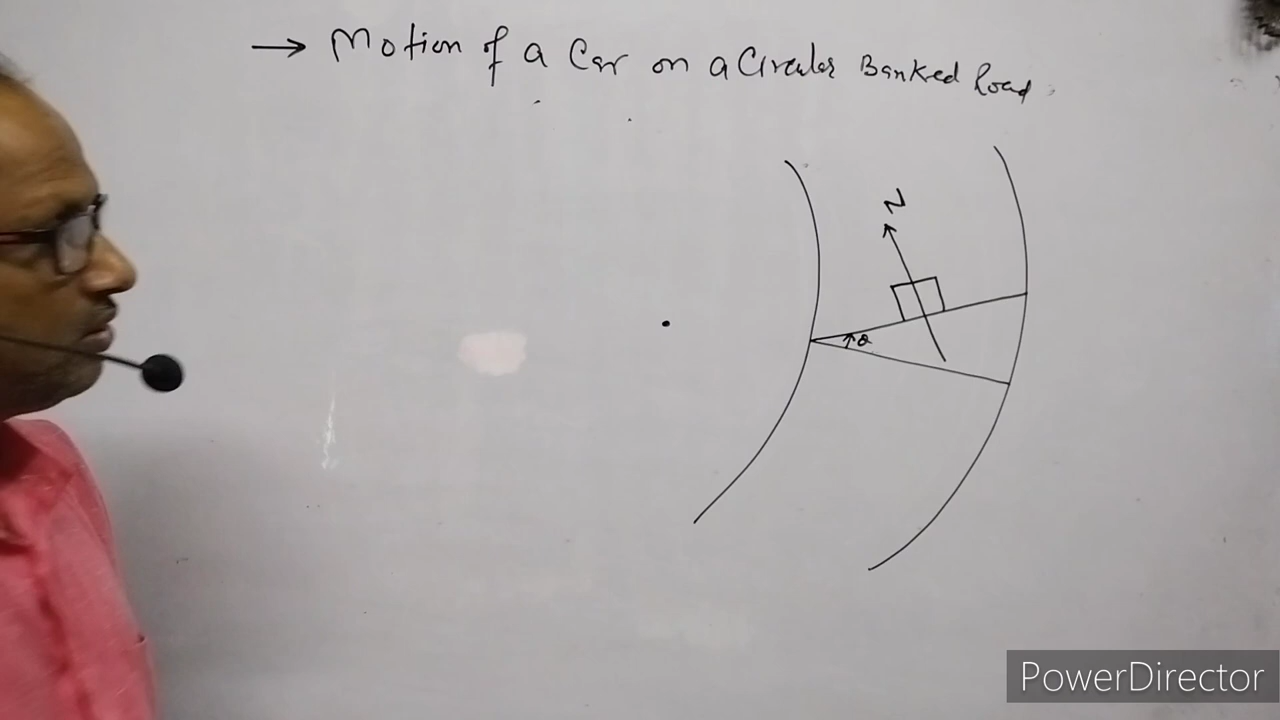 → Motion of a Car on a Circular Banked Road
N
θ
PowerDirector